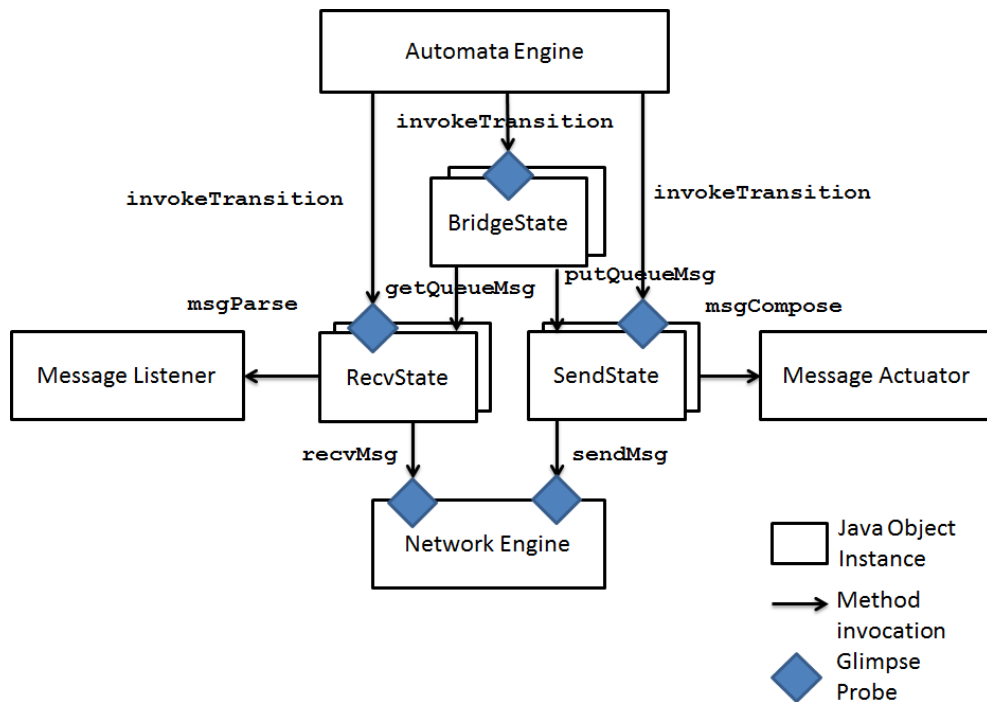 Automata Engine
invokeTransition
invokeTransition
invokeTransition
BridgeState
getQueueMsg
putQueueMsg
msgParse
msgCompose
Message Listener
RecvState
SendState
Message Actuator
recvMsg
sendMsg
Network Engine
Java Object
Instance
Method
invocation
Glimpse
Probe